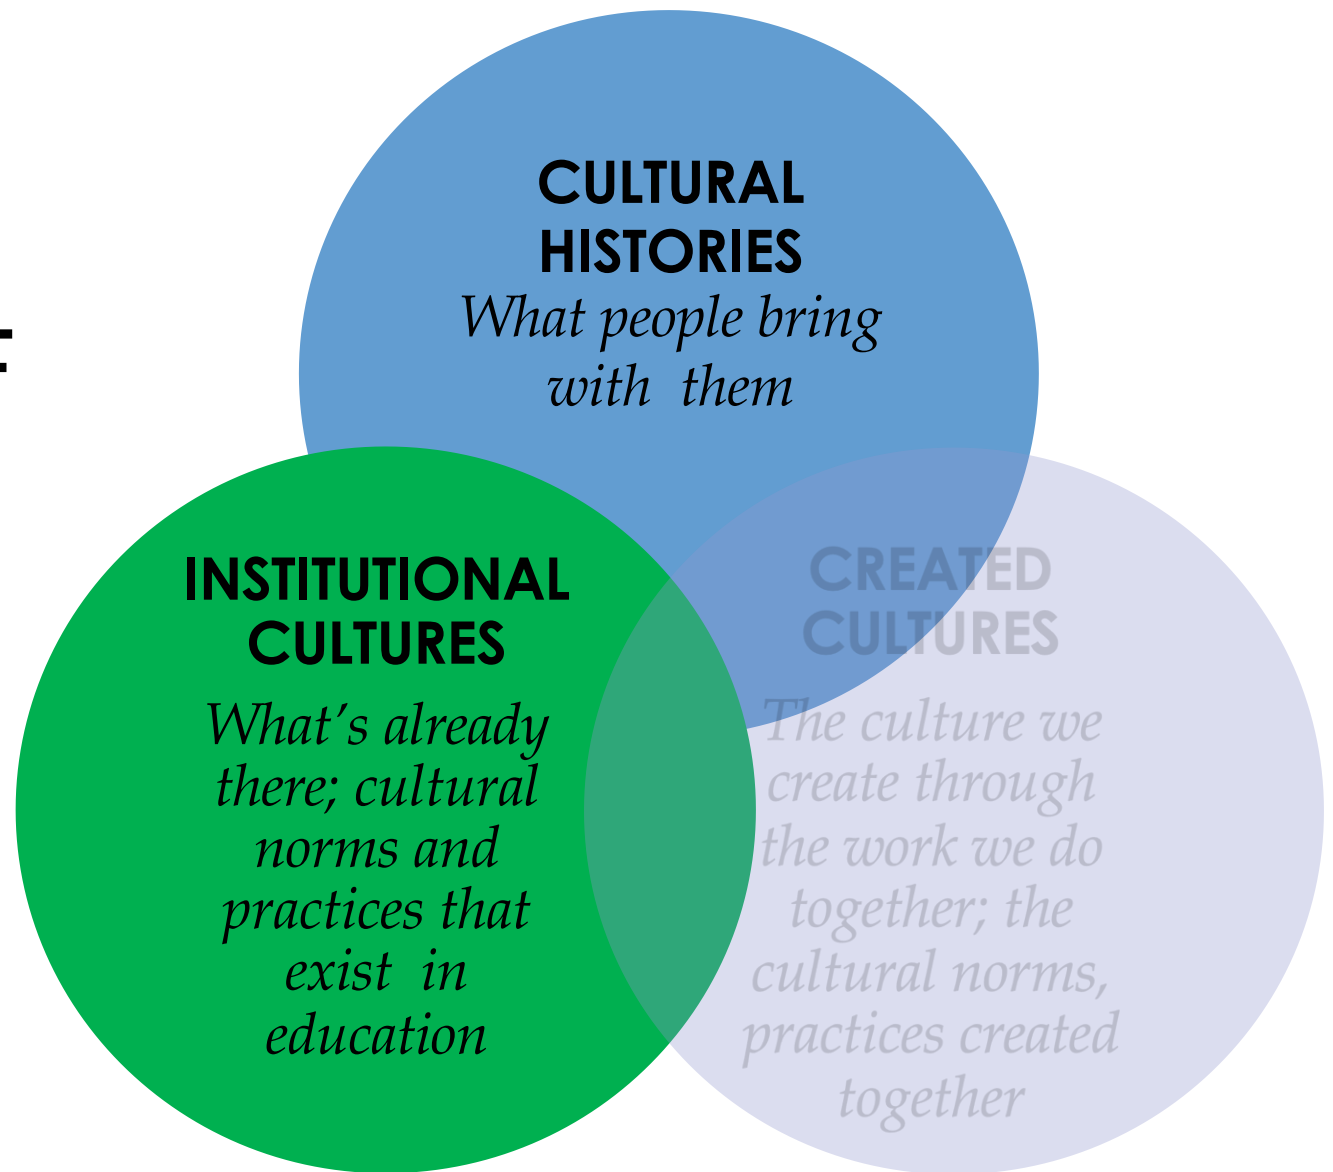 CULTURAL
HISTORIES
What people bring
with them
INSTITUTIONAL
CULTURES
What’s already
there; cultural
norms and
practices that
exist in
education
CREATED
CULTURES
The culture we
create through
the work we do
together; the
cultural norms,
practices created
together